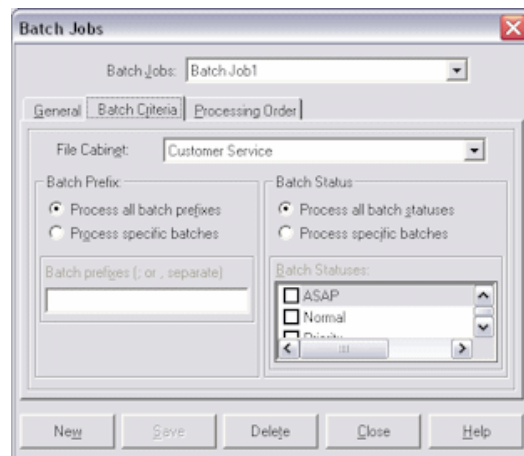 Batch Jobs
Batch Jobs: Batch Job1
General Batch Criteria Processing Order
File Cabinet: Customer Service
Batch Prefix:
Process all batch prefixes
Process specific batches
Batch prefixes (; or , separate)
Batch Status
Process all batch statuses
Process specific batches
Batch Statuses:
ASAP
Normal
Priority
New Save Delete Close Help